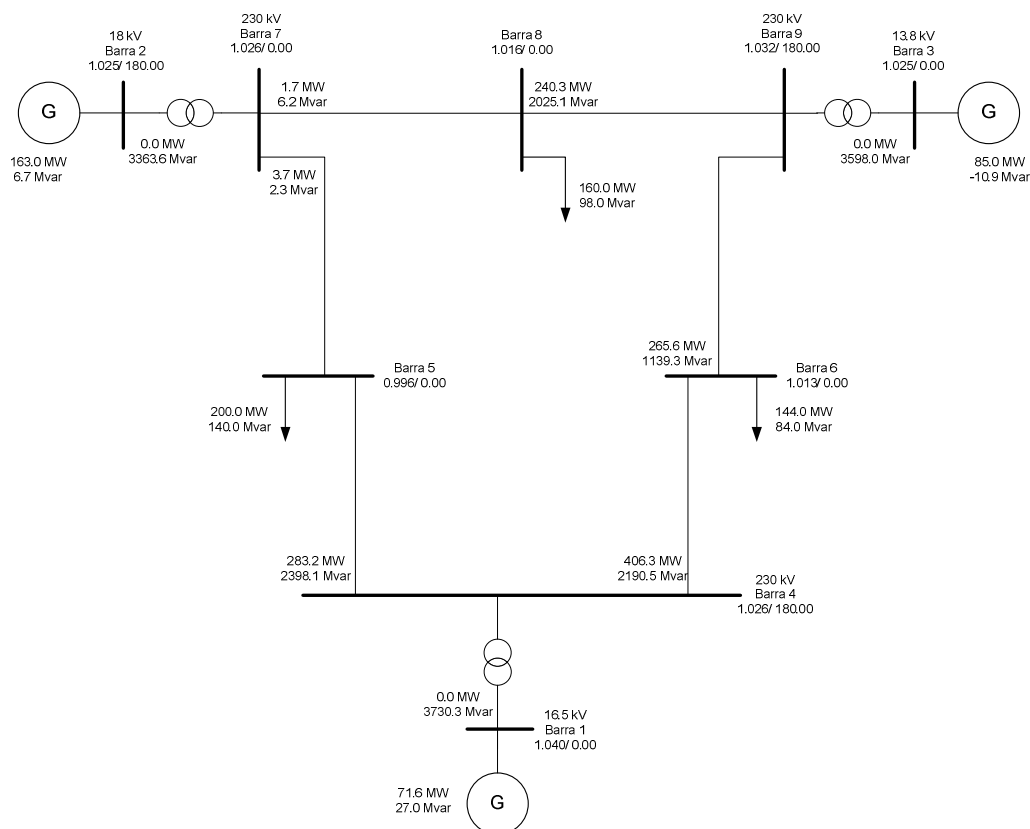 18 kV
Barra 2
1.025/ 180.00
230 kV
Barra 7
1.026/ 0.00
Barra 8
1.016/ 0.00
230 kV
Barra 9
1.032/ 180.00
13.8 kV
Barra 3
1.025/ 0.00
G
163.0 MW
6.7 Mvar
0.0 MW
3363.6 Mvar
1.7 MW
6.2 Mvar
240.3 MW
2025.1 Mvar
0.0 MW
3598.0 Mvar
G
85.0 MW
-10.9 Mvar
3.7 MW
2.3 Mvar
160.0 MW
98.0 Mvar
Barra 5
0.996/ 0.00
265.6 MW
1139.3 Mvar
Barra 6
1.013/ 0.00
200.0 MW
140.0 Mvar
144.0 MW
84.0 Mvar
283.2 MW
2398.1 Mvar
406.3 MW
2190.5 Mvar
230 kV
Barra 4
1.026/ 180.00
0.0 MW
3730.3 Mvar
16.5 kV
Barra 1
1.040/ 0.00
71.6 MW
27.0 Mvar
G